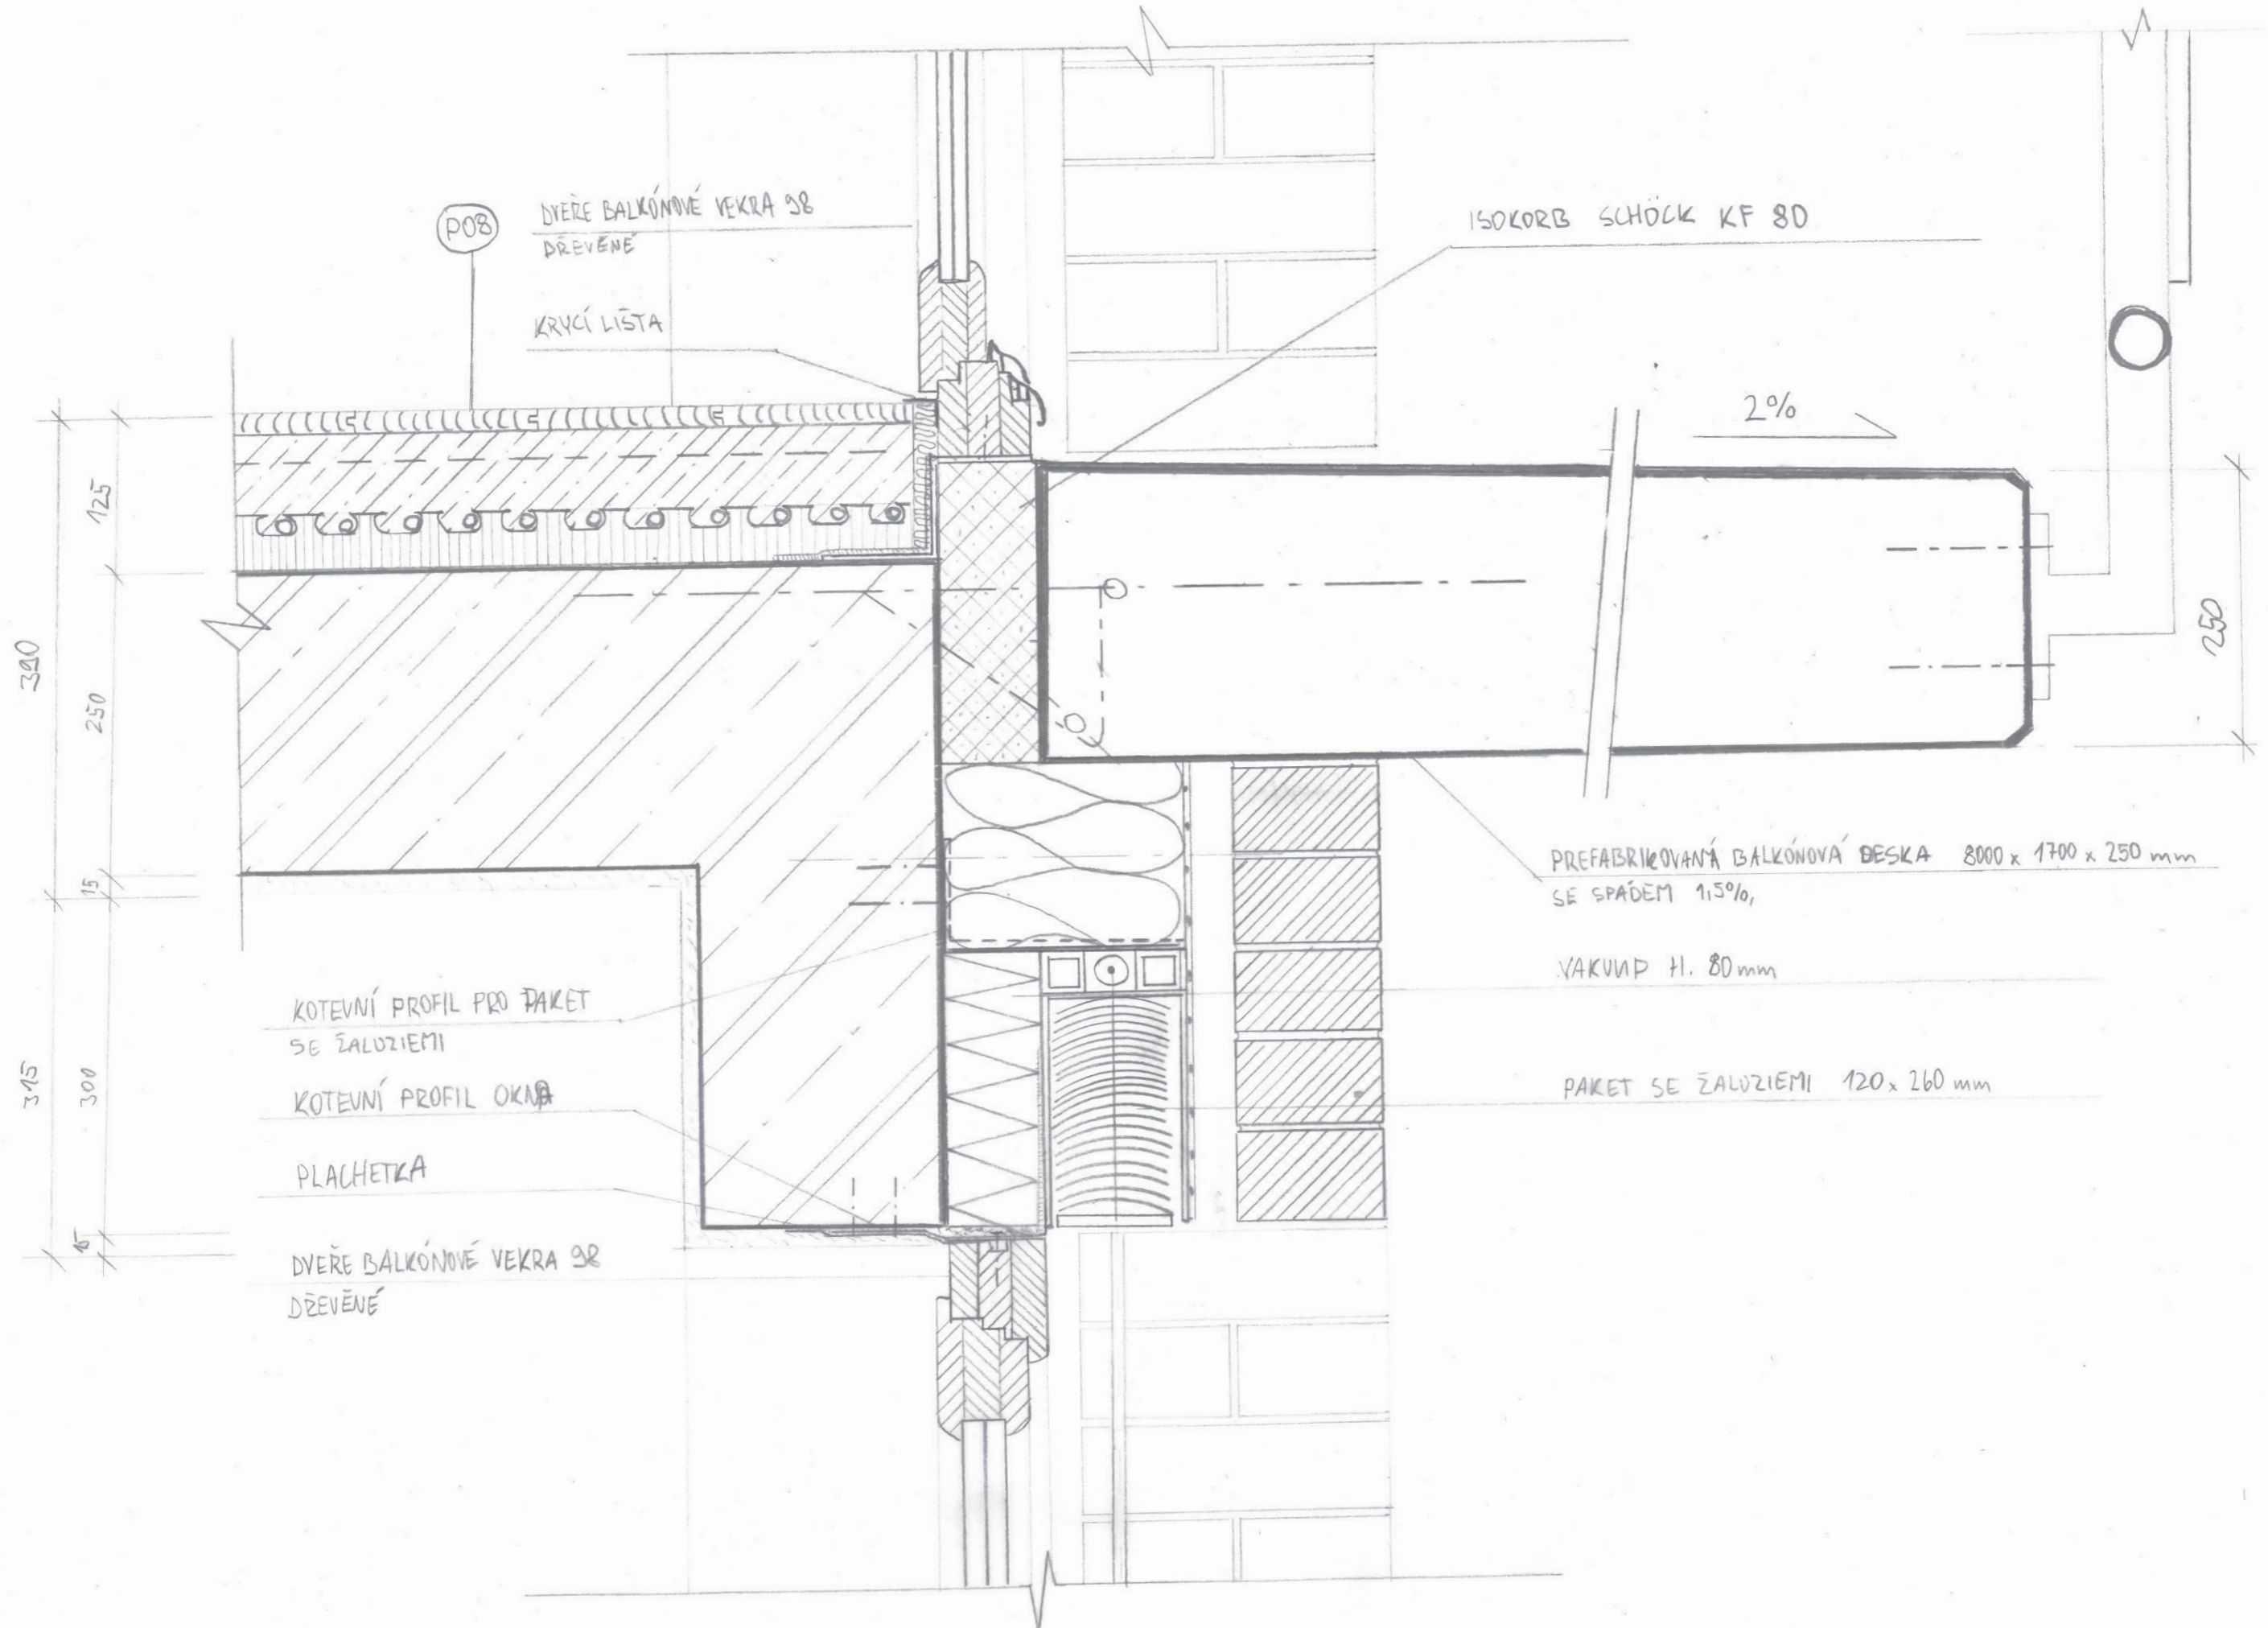 P08
DVEŘE BALKÓNOVÉ VEKRA 98
DŘEVĚNÉ
KRYCÍ LIŠTA
ISOKORB SCHÖCK KF 80
2%
125
390
250
15
315
300
15
250
PREFABRIKOVANÁ BALKÓNOVÁ DESKA 8000 x 1700 x 250 mm
SE SPÁDEM 1,5%,
VAKUUP tl. 80 mm
PAKET SE ŽALUZIEMI 120 x 260 mm
KOTEVNÍ PROFIL PRO PAKET
SE ŽALUZIEMI
KOTEVNÍ PROFIL OKNA
PLACHETKA
DVEŘE BALKÓNOVÉ VEKRA 98
DŘEVĚNÉ